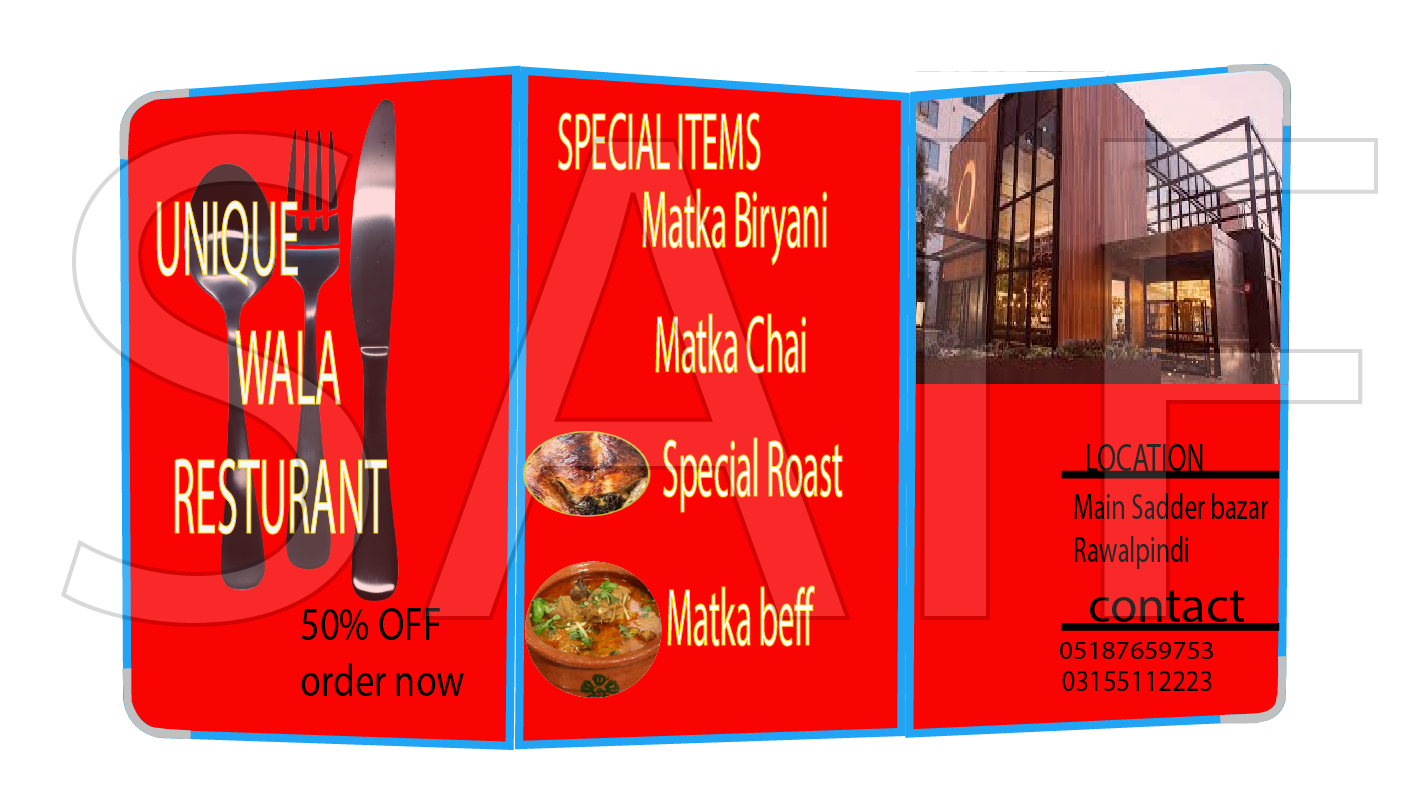 UNIQUE
WALA
RESTURANT
50% OFF
order now
SPECIAL ITEMS
Matka Biryani
Matka Chai
Special Roast
Matka beff
LOCATION
Main Sadder bazar
Rawalpindi
contact
05187659753
03155112223
SAIF